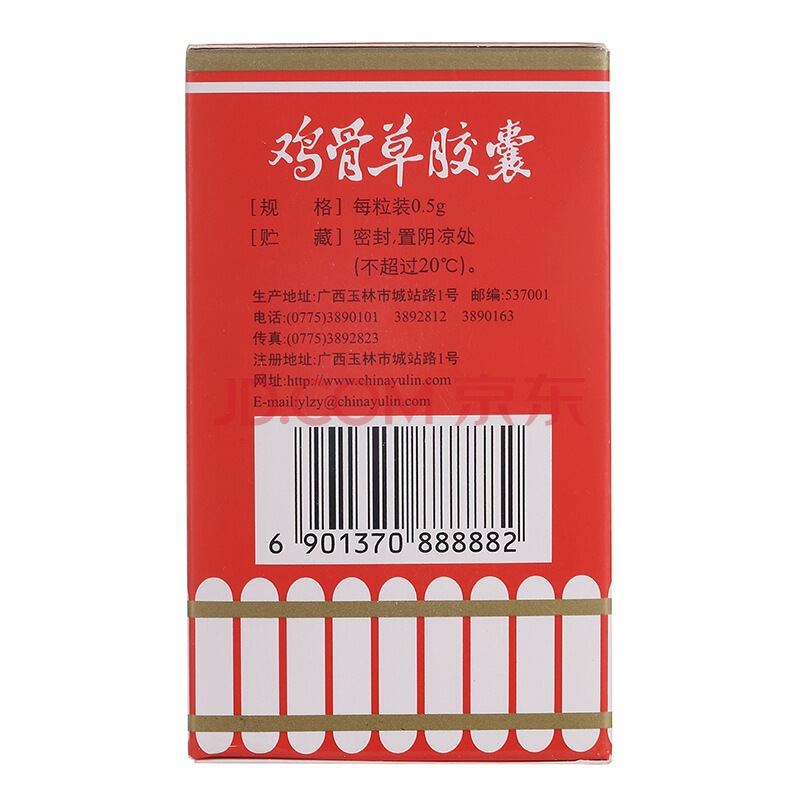 鸡骨草胶囊
[规　格] 每粒装0.5g
[贮　藏] 密封,置阴凉处
(不超过20℃)。
生产地址:广西玉林市城站路1号 邮编:537001
电话:(0775)3890101 3892812 3890163
传真:(0775)3892823
注册地址:广西玉林市城站路1号
网址:http://www.chinayulin.com
E-mail:ylzy@chinayulin.com
JD.COM 京东
6 901370 888882